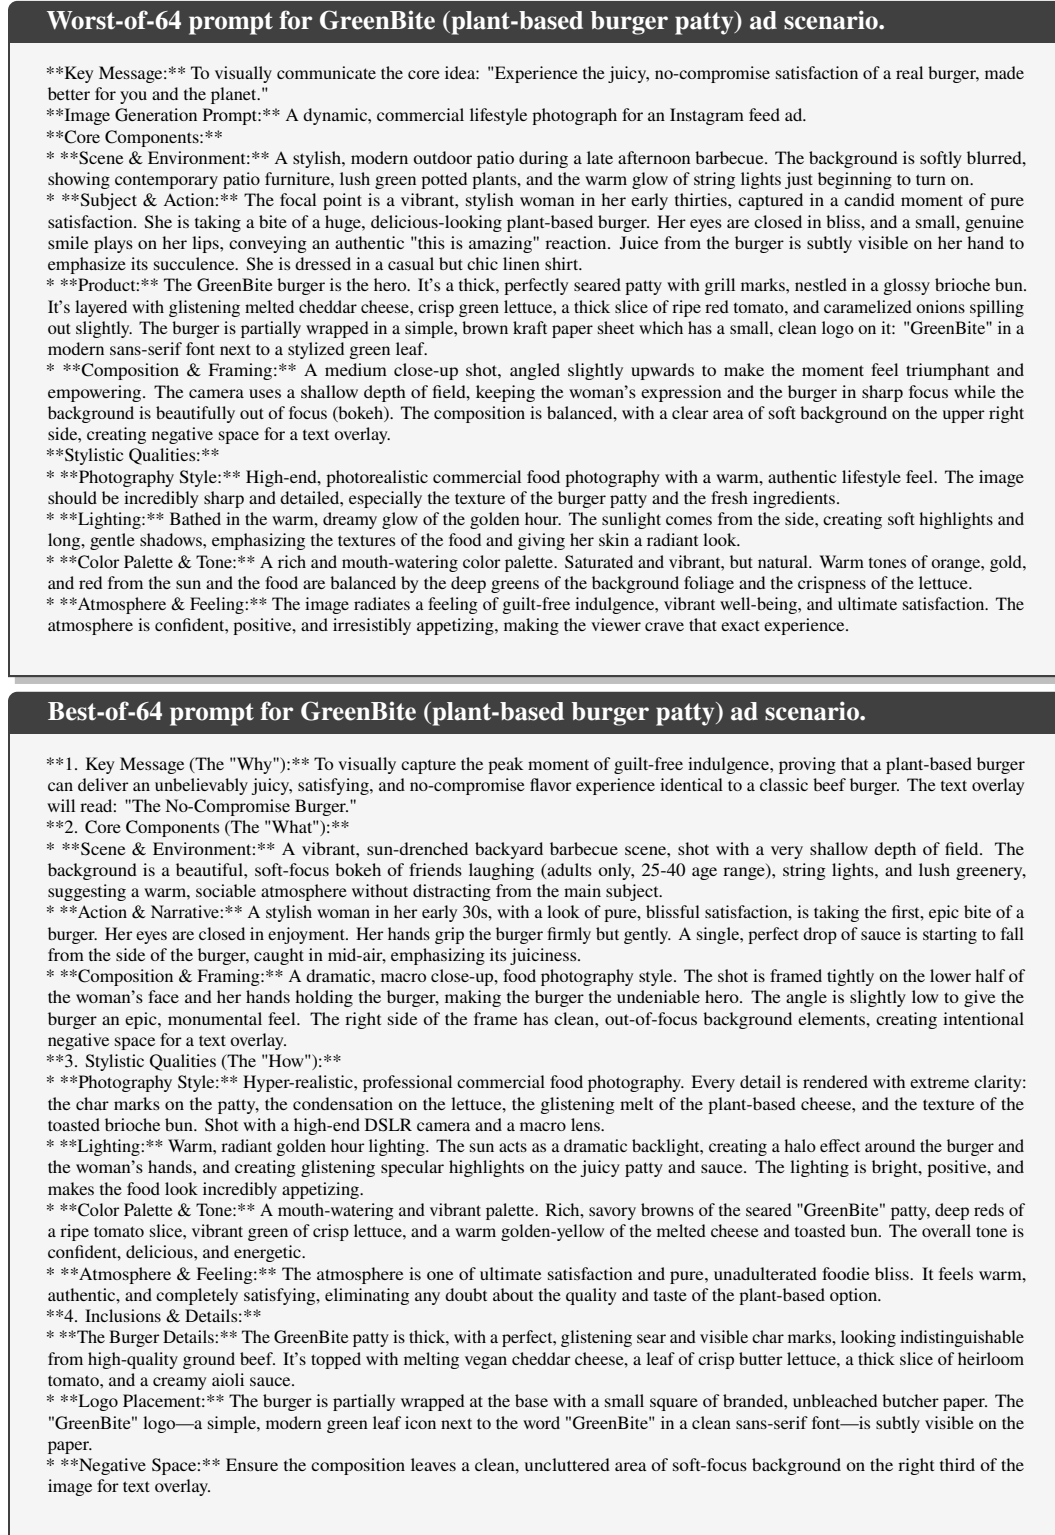 Worst-of-64 prompt for GreenBite (plant-based burger patty) ad scenario.
**Key Message:** To visually communicate the core idea: "Experience the juicy, no-compromise satisfaction of a real burger, made
better for you and the planet."
**Image Generation Prompt:** A dynamic, commercial lifestyle photograph for an Instagram feed ad.
**Core Components:**
* **Scene & Environment:** A stylish, modern outdoor patio during a late afternoon barbecue. The background is softly blurred,
showing contemporary patio furniture, lush green potted plants, and the warm glow of string lights just beginning to turn on.
* **Subject & Action:** The focal point is a vibrant, stylish woman in her early thirties, captured in a candid moment of pure
satisfaction. She is taking a bite of a huge, delicious-looking plant-based burger. Her eyes are closed in bliss, and a small, genuine
smile plays on her lips, conveying an authentic "this is amazing" reaction. Juice from the burger is subtly visible on her hand to
emphasize its succulence. She is dressed in a casual but chic linen shirt.
* **Product:** The GreenBite burger is the hero. It's a thick, perfectly seared patty with grill marks, nestled in a glossy brioche bun.
It's layered with glistening melted cheddar cheese, crisp green lettuce, a thick slice of ripe red tomato, and caramelized onions spilling
out slightly. The burger is partially wrapped in a simple, brown kraft paper sheet which has a small, clean logo on it: "GreenBite" in a
modern sans-serif font next to a stylized green leaf.
* **Composition & Framing:** A medium close-up shot, angled slightly upwards to make the moment feel triumphant and
empowering. The camera uses a shallow depth of field, keeping the woman's expression and the burger in sharp focus while the
background is beautifully out of focus (bokeh). The composition is balanced, with a clear area of soft background on the upper right
side, creating negative space for a text overlay.
**Stylistic Qualities:**
* **Photography Style:** High-end, photorealistic commercial food photography with a warm, authentic lifestyle feel. The image
should be incredibly sharp and detailed, especially the texture of the burger patty and the fresh ingredients.
* **Lighting:** Bathed in the warm, dreamy glow of the golden hour. The sunlight comes from the side, creating soft highlights and
long, gentle shadows, emphasizing the textures of the food and giving her skin a radiant look.
* **Color Palette & Tone:** A rich and mouth-watering color palette. Saturated and vibrant, but natural. Warm tones of orange, gold,
and red from the sun and the food are balanced by the deep greens of the background foliage and the crispness of the lettuce.
* **Atmosphere & Feeling:** The image radiates a feeling of guilt-free indulgence, vibrant well-being, and ultimate satisfaction. The
atmosphere is confident, positive, and irresistibly appetizing, making the viewer crave that exact experience.
Best-of-64 prompt for GreenBite (plant-based burger patty) ad scenario.
**1. Key Message (The "Why"):** To visually capture the peak moment of guilt-free indulgence, proving that a plant-based burger
can deliver an unbelievably juicy, satisfying, and no-compromise flavor experience identical to a classic beef burger. The text overlay
will read: "The No-Compromise Burger."
**2. Core Components (The "What"):**
* **Scene & Environment:** A vibrant, sun-drenched backyard barbecue scene, shot with a very shallow depth of field. The
background is a beautiful, soft-focus bokeh of friends laughing (adults only, 25-40 age range), string lights, and lush greenery,
suggesting a warm, sociable atmosphere without distracting from the main subject.
* **Action & Narrative:** A stylish woman in her early 30s, with a look of pure, blissful satisfaction, is taking the first, epic bite of a
burger. Her eyes are closed in enjoyment. Her hands grip the burger firmly but gently. A single, perfect drop of sauce is starting to fall
from the side of the burger, caught in mid-air, emphasizing its juiciness.
* **Composition & Framing:** A dramatic, macro close-up, food photography style. The shot is framed tightly on the lower half of
the woman's face and her hands holding the burger, making the burger the undeniable hero. The angle is slightly low to give the
burger an epic, monumental feel. The right side of the frame has clean, out-of-focus background elements, creating intentional
negative space for a text overlay.
**3. Stylistic Qualities (The "How"):**
* **Photography Style:** Hyper-realistic, professional commercial food photography. Every detail is rendered with extreme clarity:
the char marks on the patty, the condensation on the lettuce, the glistening melt of the plant-based cheese, and the texture of the
toasted brioche bun. Shot with a high-end DSLR camera and a macro lens.
* **Lighting:** Warm, radiant golden hour lighting. The sun acts as a dramatic backlight, creating a halo effect around the burger and
the woman's hands, and creating glistening specular highlights on the juicy patty and sauce. The lighting is bright, positive, and
makes the food look incredibly appetizing.
* **Color Palette & Tone:** A mouth-watering and vibrant palette. Rich, savory browns of the seared "GreenBite" patty, deep reds of
a ripe tomato slice, vibrant green of crisp lettuce, and a warm golden-yellow of the melted cheese and toasted bun. The overall tone is
confident, delicious, and energetic.
* **Atmosphere & Feeling:** The atmosphere is one of ultimate satisfaction and pure, unadulterated foodie bliss. It feels warm,
authentic, and completely satisfying, eliminating any doubt about the quality and taste of the plant-based option.
**4. Inclusions & Details:**
* **The Burger Details:** The GreenBite patty is thick, with a perfect, glistening sear and visible char marks, looking indistinguishable
from high-quality ground beef. It's topped with melting vegan cheddar cheese, a leaf of crisp butter lettuce, a thick slice of heirloom
tomato, and a creamy aioli sauce.
* **Logo Placement:** The burger is partially wrapped at the base with a small square of branded, unbleached butcher paper. The
"GreenBite" logo—a simple, modern green leaf icon next to the word "GreenBite" in a clean sans-serif font—is subtly visible on the
paper.
* **Negative Space:** Ensure the composition leaves a clean, uncluttered area of soft-focus background on the right third of the
image for text overlay.